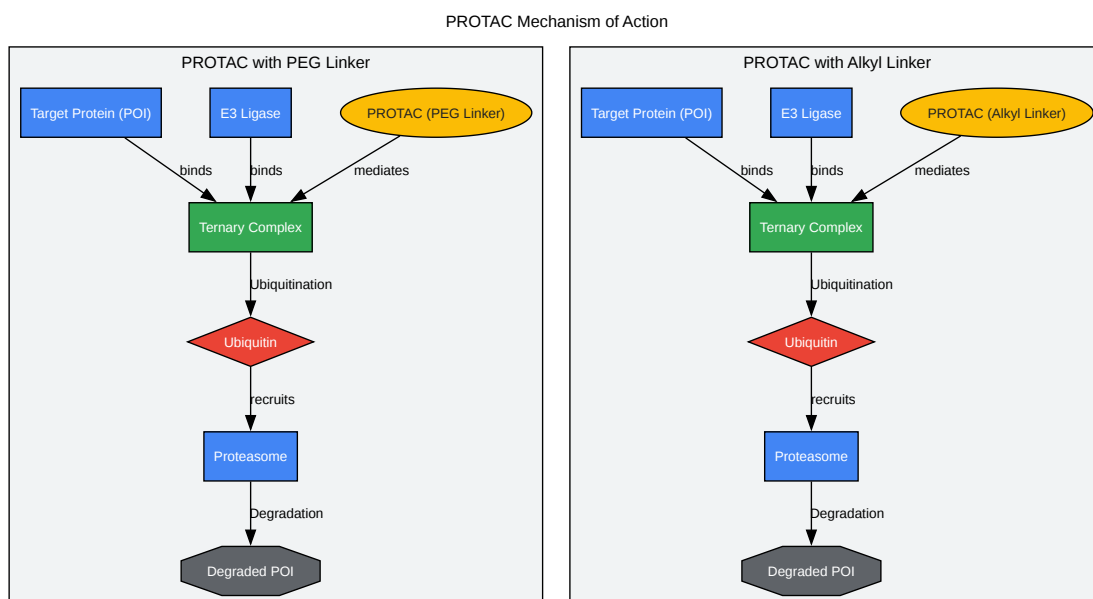 PROTAC Mechanism of Action
PROTAC with PEG Linker
Target Protein (POI)
E3 Ligase
PROTAC (PEG Linker)
binds
binds
mediates
Ternary Complex
Ubiquitination
Ubiquitin
recruits
Proteasome
Degradation
Degraded POI
PROTAC with Alkyl Linker
Target Protein (POI)
E3 Ligase
PROTAC (Alkyl Linker)
binds
binds
mediates
Ternary Complex
Ubiquitination
Ubiquitin
recruits
Proteasome
Degradation
Degraded POI